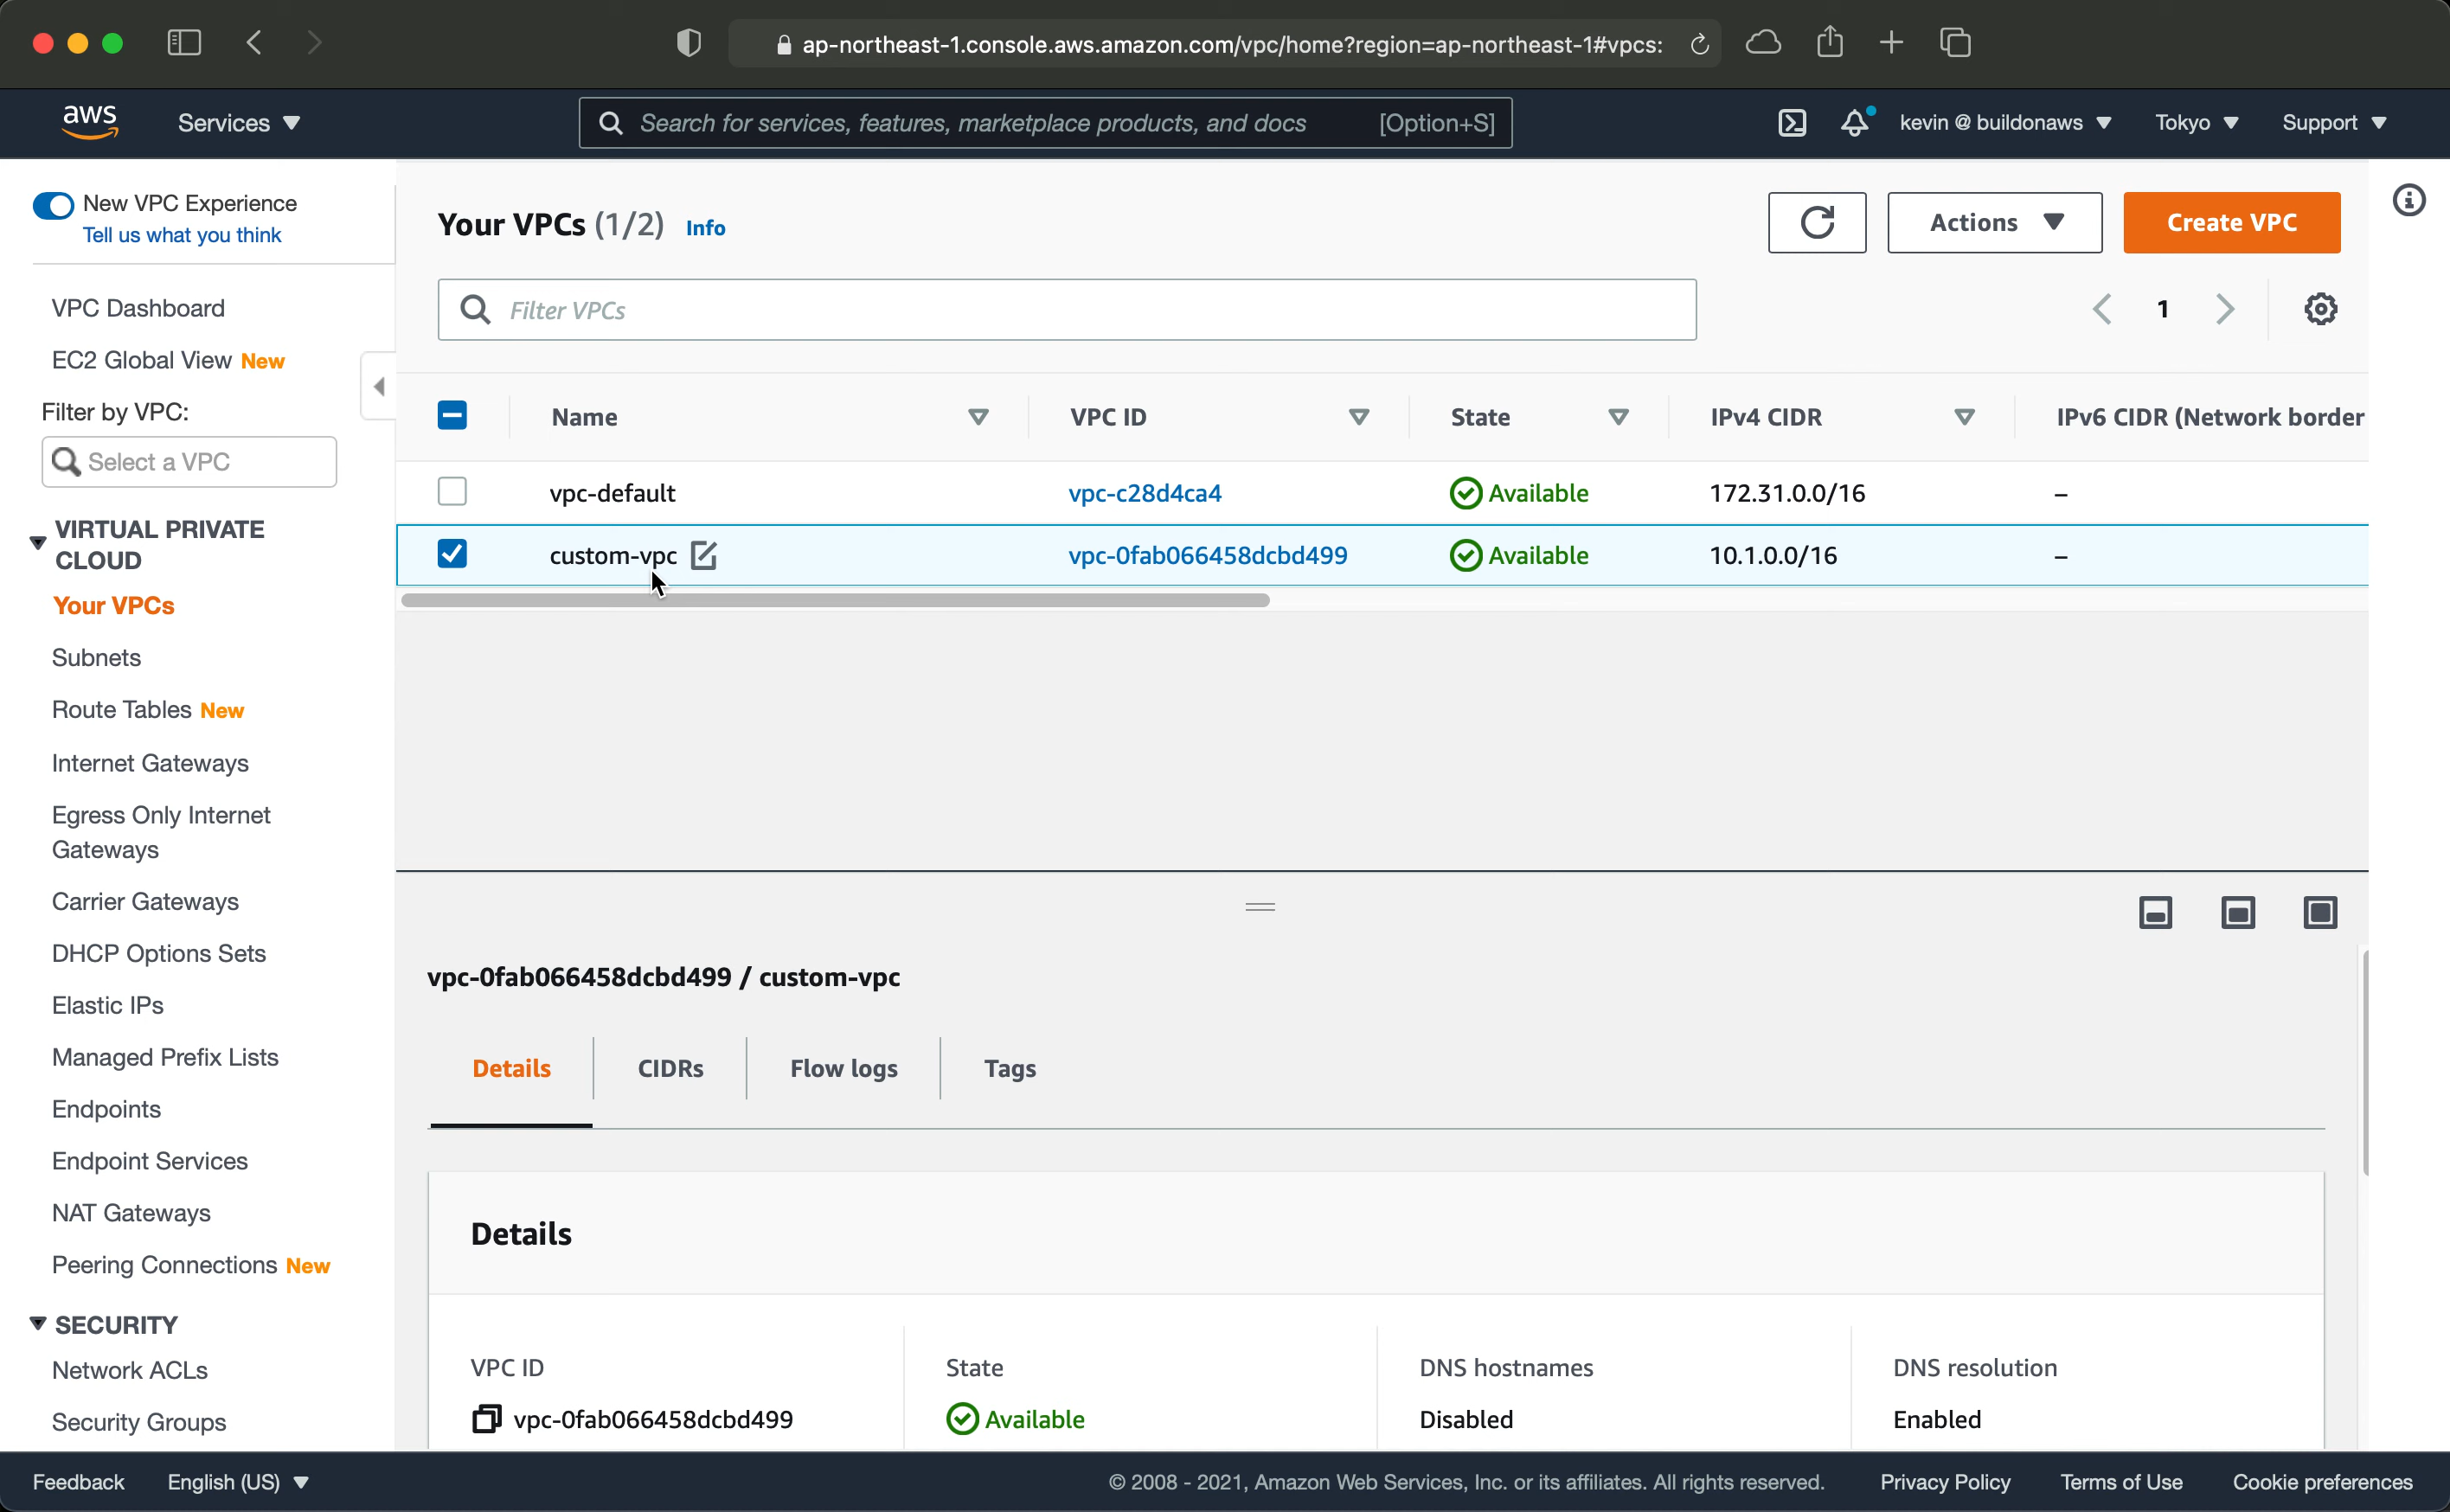 ap-northeast-1.console.aws.amazon.com/vpc/home?region=ap-northeast-1#vpcs:
aws Services Search for services, features, marketplace products, and docs [Option+S] kevin @ buildonaws Tokyo Support
New VPC Experience
Tell us what you think
VPC Dashboard
EC2 Global View New
Filter by VPC:
Select a VPC
VIRTUAL PRIVATE
CLOUD
Your VPCs
Subnets
Route Tables New
Internet Gateways
Egress Only Internet
Gateways
Carrier Gateways
DHCP Options Sets
Elastic IPs
Managed Prefix Lists
Endpoints
Endpoint Services
NAT Gateways
Peering Connections New
SECURITY
Network ACLs
Security Groups
Your VPCs (1/2) Info
Actions Create VPC
Filter VPCs
1
Name VPC ID State IPv4 CIDR IPv6 CIDR (Network border
vpc-default vpc-c28d4ca4 Available 172.31.0.0/16 –
custom-vpc vpc-0fab066458dcbd499 Available 10.1.0.0/16 –
vpc-0fab066458dcbd499 / custom-vpc
Details CIDRs Flow logs Tags
Details
VPC ID State DNS hostnames DNS resolution
vpc-0fab066458dcbd499 Available Disabled Enabled
Feedback English (US) © 2008 - 2021, Amazon Web Services, Inc. or its affiliates. All rights reserved. Privacy Policy Terms of Use Cookie preferences